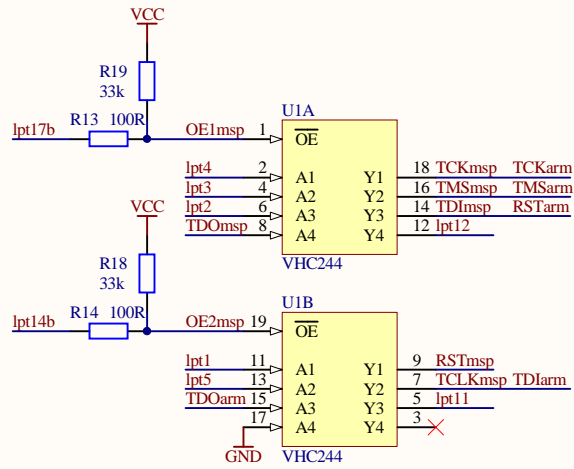 VCC
R19
33k
R13 100R
lpt17b
OE1msp
1
U1A
OE
lpt4 2 A1 Y1 18 TCKmsp TCKarm
lpt3 4 A2 Y2 16 TMSmsp TMSarm
lpt2 6 A3 Y3 14 TDImsp RSTarm
TDOmsp 8 A4 Y4 12 lpt12
VHC244
VCC
R18
33k
R14 100R
lpt14b
OE2msp
19
U1B
OE
lpt1 11 A1 Y1 9 RSTmsp
lpt5 13 A2 Y2 7 TCLKmsp TDIarm
TDOarm 15 A3 Y3 5 lpt11
17 A4 Y4 3
GND
VHC244